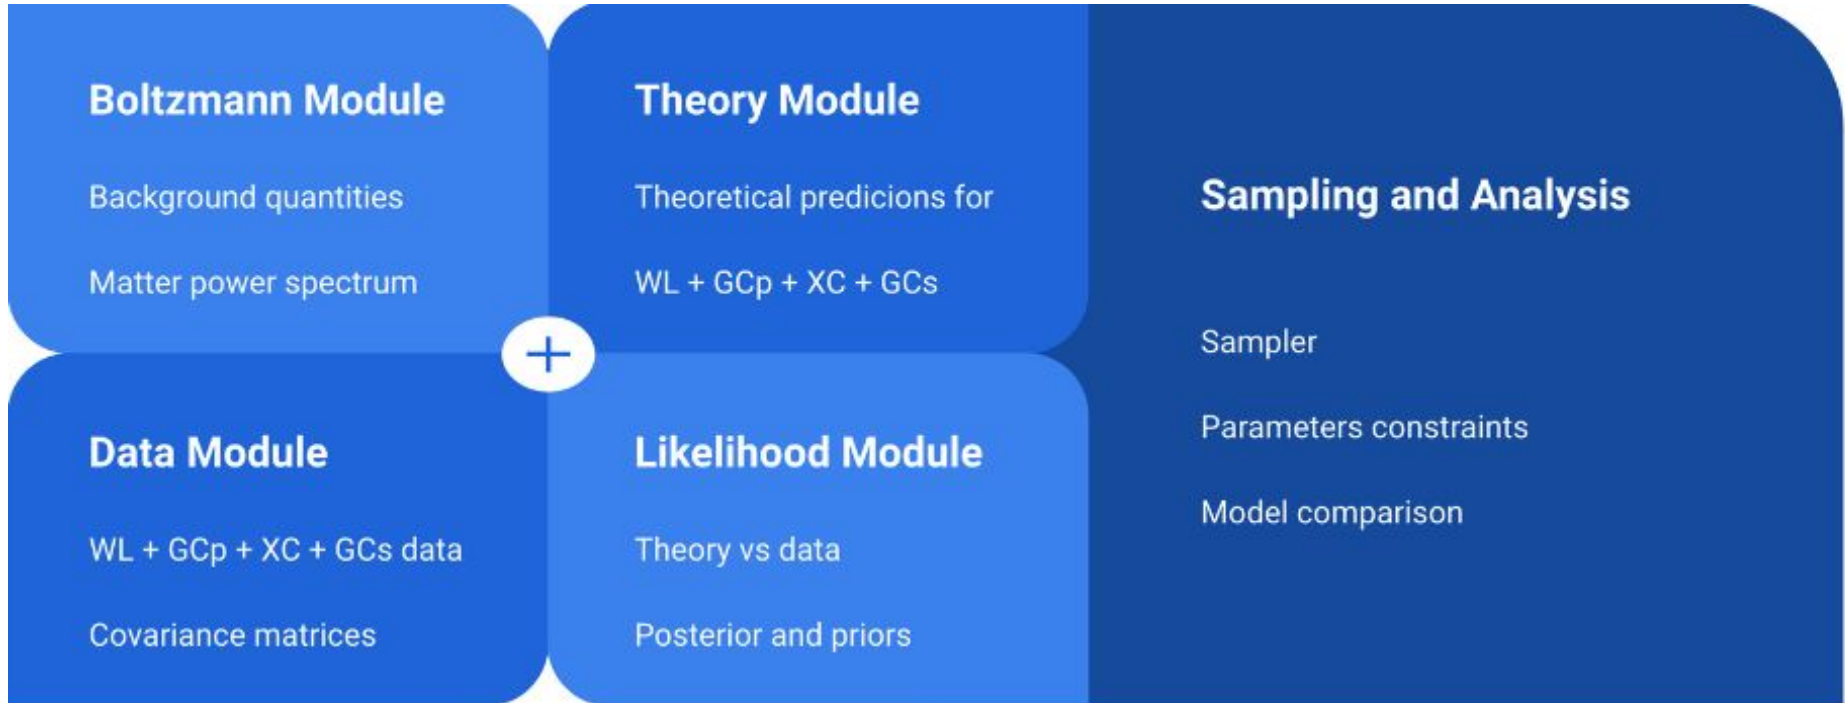 Boltzmann Module
Background quantities
Matter power spectrum
Theory Module
Theoretical predicions for
WL + GCp + XC + GCs
Data Module
WL + GCp + XC + GCs data
Covariance matrices
Likelihood Module
Theory vs data
Posterior and priors
+
Sampling and Analysis
Sampler
Parameters constraints
Model comparison